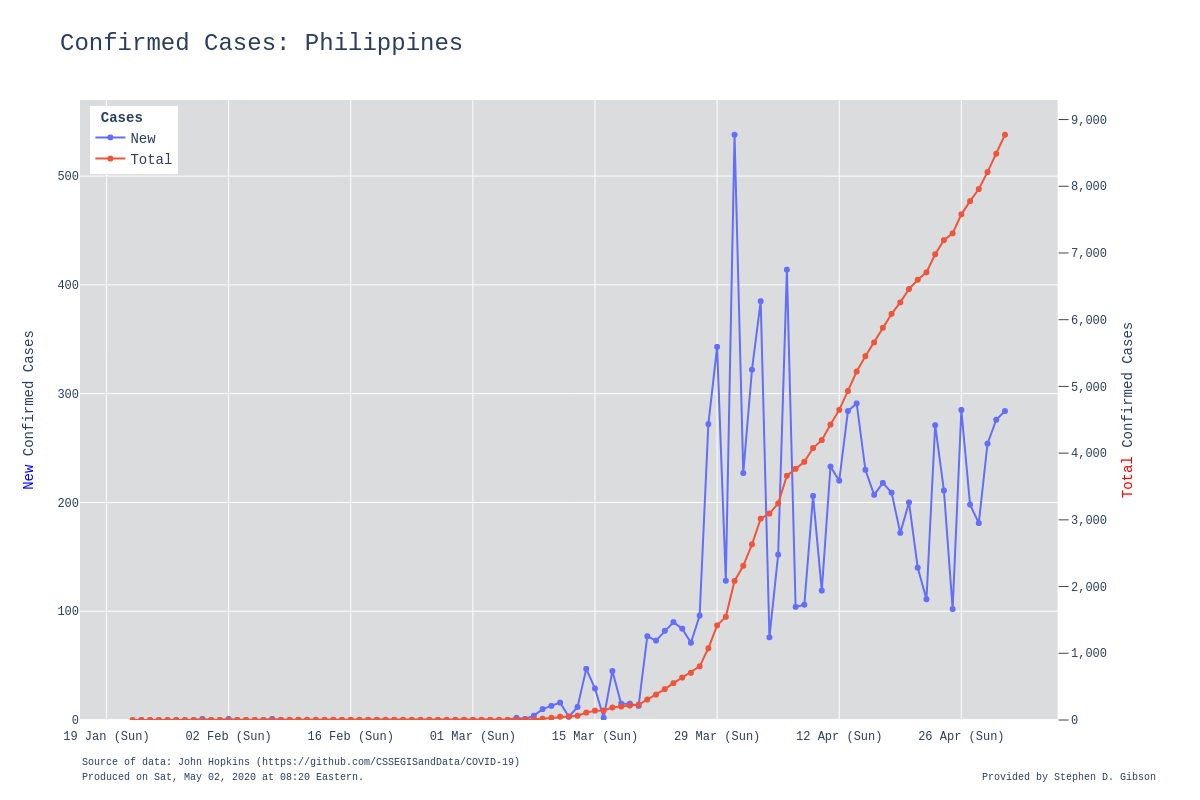 Confirmed Cases: Philippines
Cases
New
Total
500
400
300
200
100
0
New Confirmed Cases
9,000
8,000
7,000
6,000
5,000
4,000
3,000
2,000
1,000
0
Total Confirmed Cases
19 Jan (Sun) 02 Feb (Sun) 16 Feb (Sun) 01 Mar (Sun) 15 Mar (Sun) 29 Mar (Sun) 12 Apr (Sun) 26 Apr (Sun)
Source of data: John Hopkins (https://github.com/CSSEGISandData/COVID-19)
Produced on Sat, May 02, 2020 at 08:20 Eastern.
Provided by Stephen D. Gibson